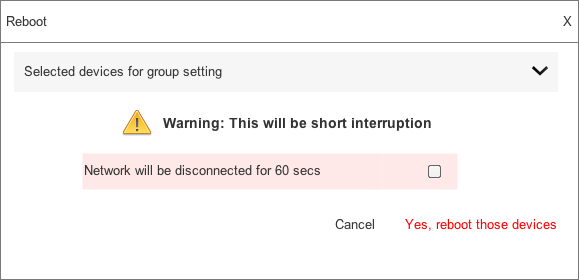 Reboot X
Selected devices for group setting
Warning: This will be short interruption
Network will be disconnected for 60 secs
Cancel Yes, reboot those devices